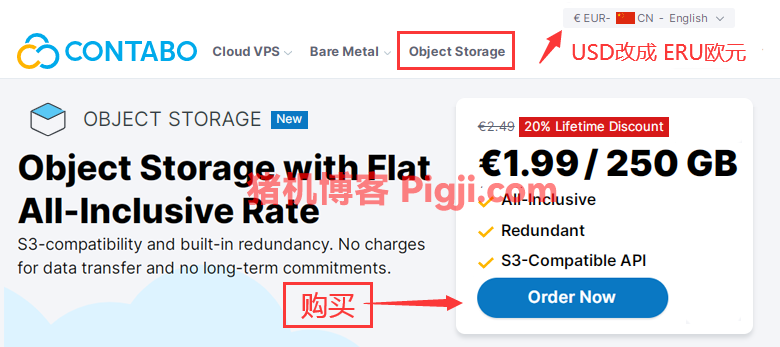 € EUR- CN - English
CONTABO
Cloud VPS
Bare Metal
Object Storage
USD改成 ERU欧元
OBJECT STORAGE
New
Object Storage with Flat
All-Inclusive Rate
S3-compatibility and built-in redundancy. No charges
for data transfer and no long-term commitments.
€2.49
20% Lifetime Discount
€1.99 / 250 GB
All-Inclusive
Redundant
S3-Compatible API
购买
Order Now
猪机博客 Pigji.com